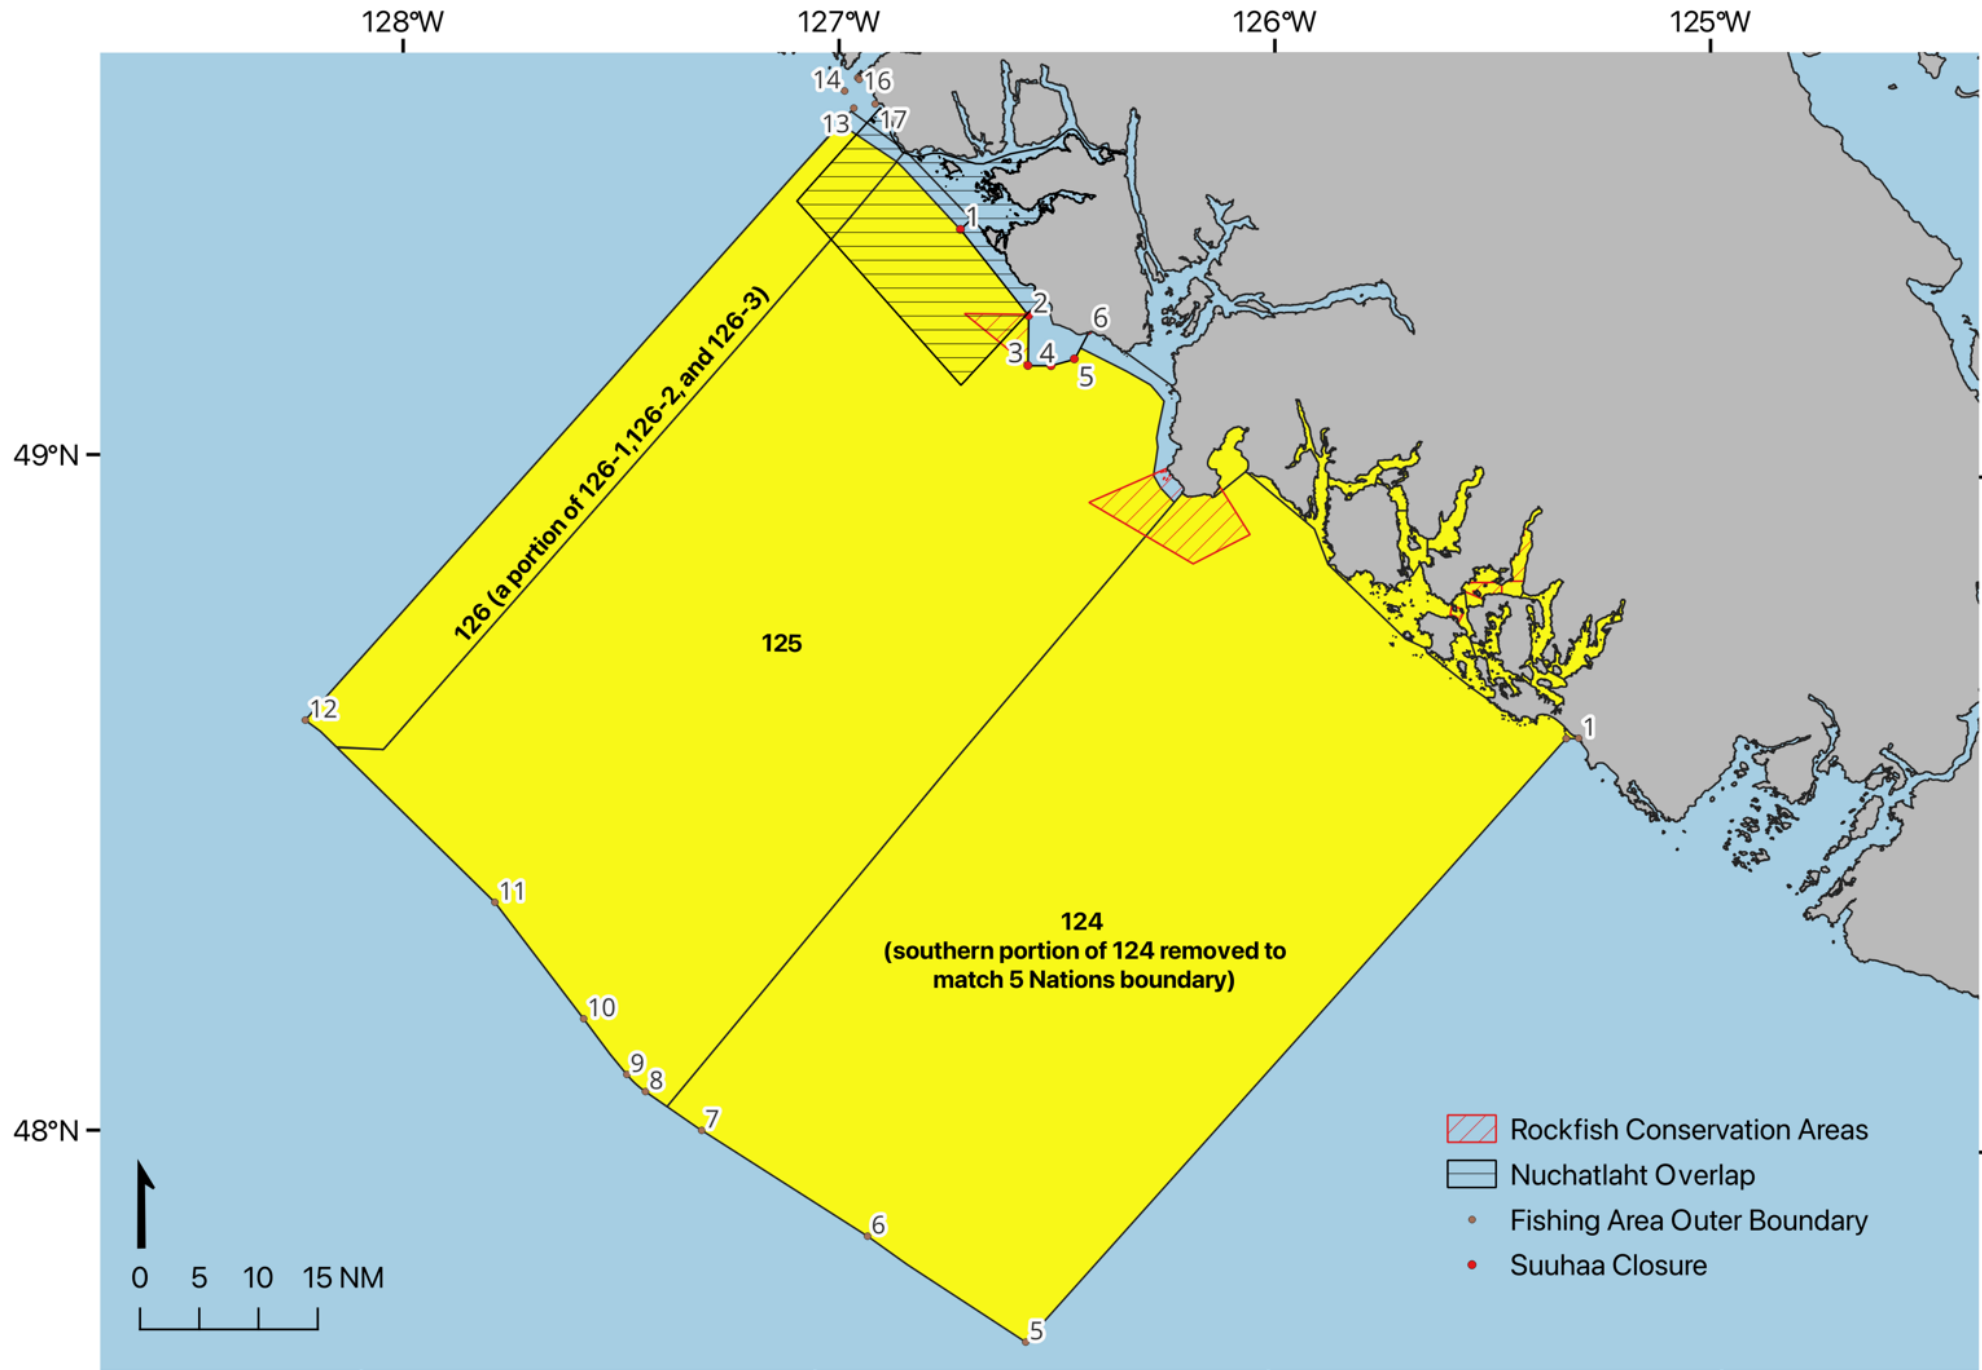 128°W 127°W 126°W 125°W
14 16
13 17
1
2
6
3 4
5
49°N
126 (a portion of 126-1,126-2, and 126-3)
125
12
1
11
124
(southern portion of 124 removed to
match 5 Nations boundary)
10
9
8
7
48°N
6
5
Rockfish Conservation Areas
Nuchatlaht Overlap
Fishing Area Outer Boundary
Suuhaa Closure
0 5 10 15 NM